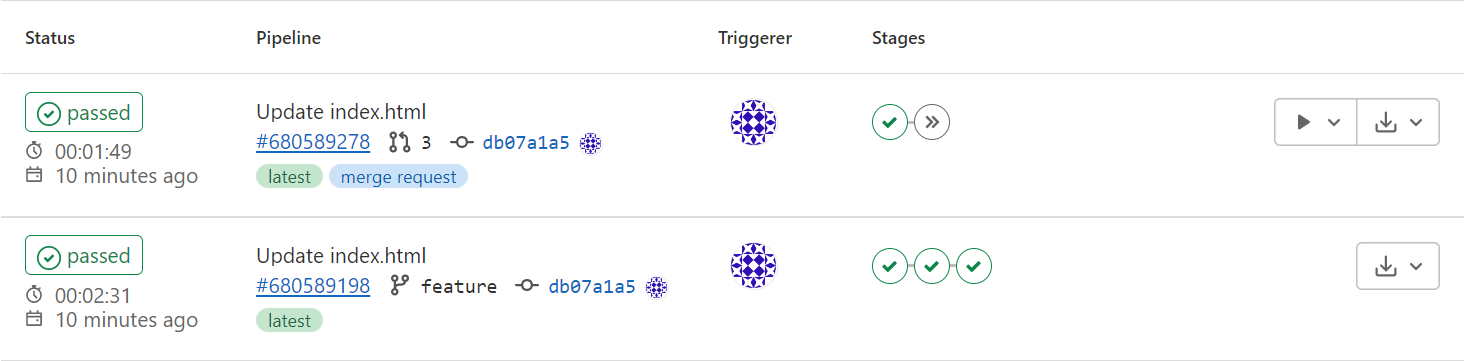 Status Pipeline Triggerer Stages
passed
00:01:49
10 minutes ago
Update index.html
#680589278 3 db07a1a5
latest merge request
passed
00:02:31
10 minutes ago
Update index.html
#680589198 feature db07a1a5
latest